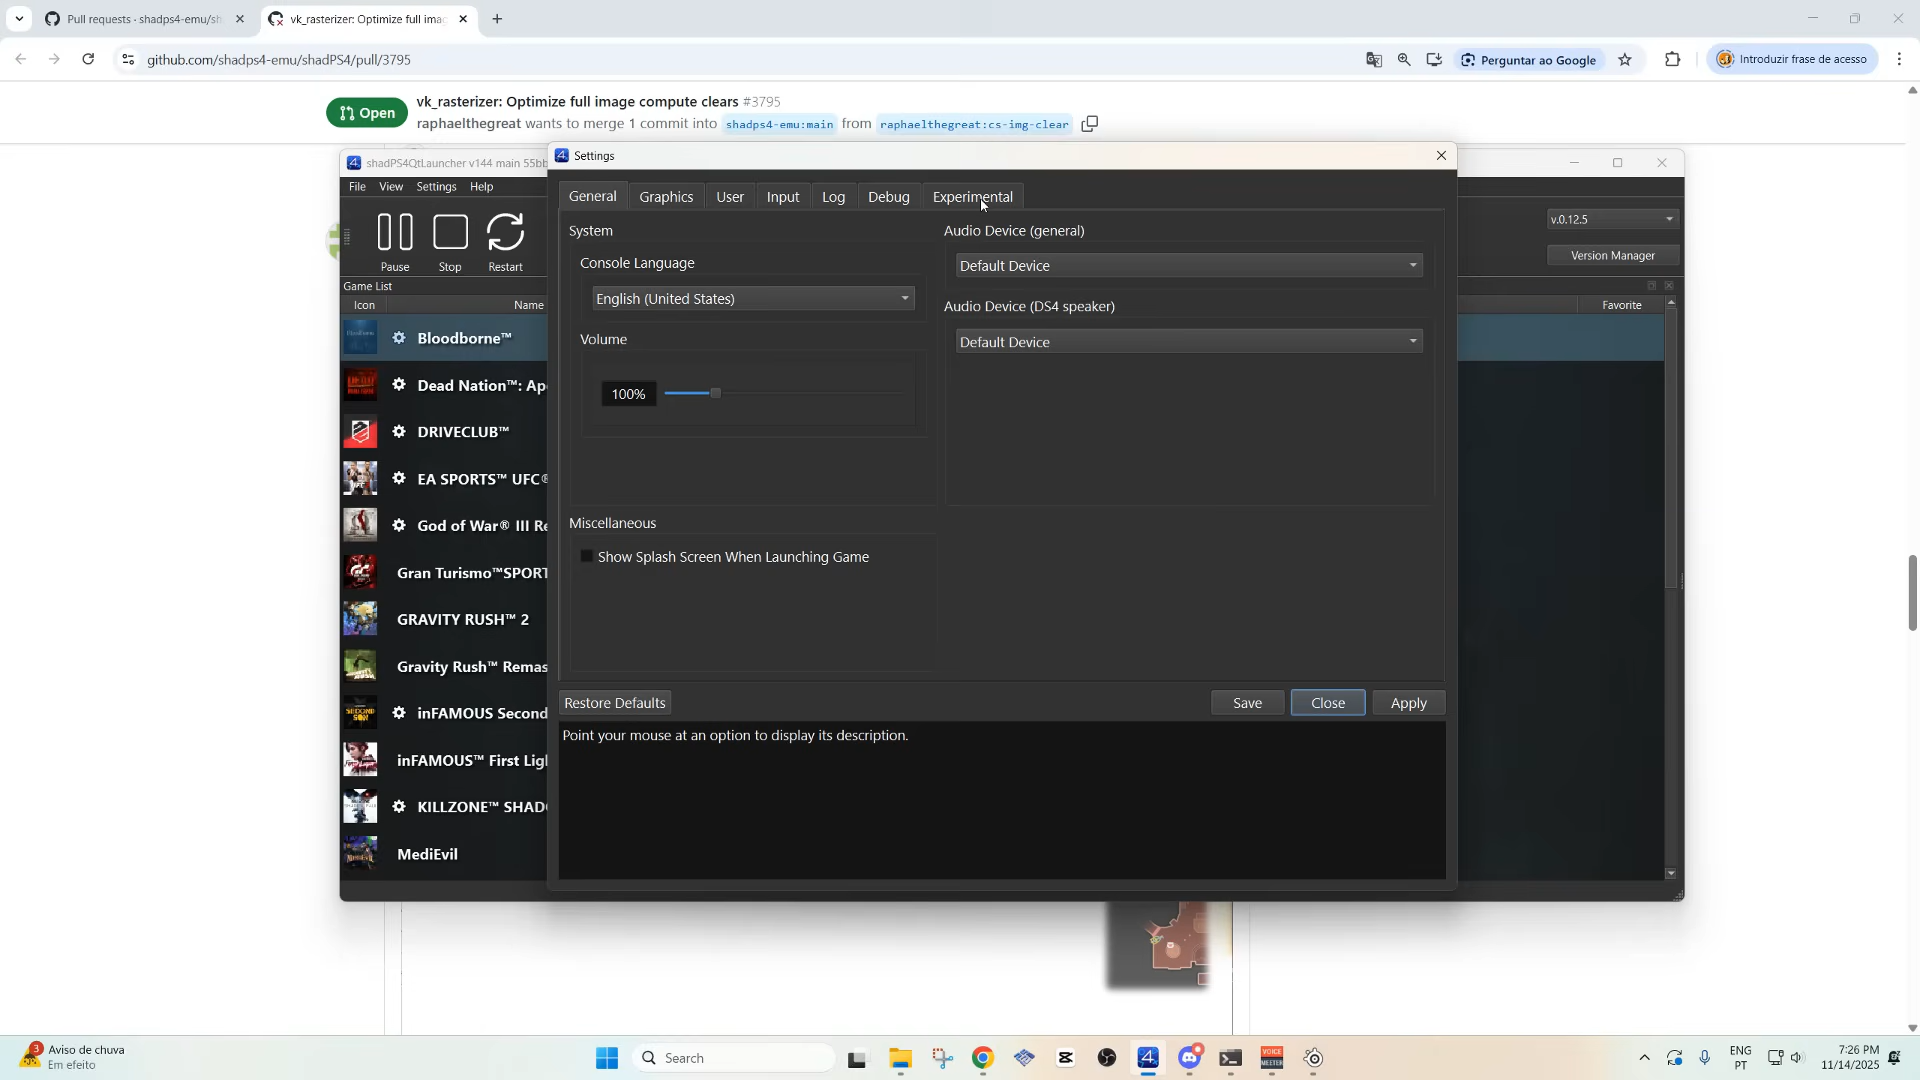 Pull requests · shadps4-emu/sh
vk_rasterizer: Optimize full ima
github.com/shadps4-emu/shadPS4/pull/3795
Perguntar ao Google
Introduzir frase de acesso
Open
vk_rasterizer: Optimize full image compute clears #3795
raphaelthegreat wants to merge 1 commit into shadps4-emu:main from raphaelthegreat:cs-img-clear
shadPS4QtLauncher v144 main 55bb
Settings
File View Settings Help
General Graphics User Input Log Debug Experimental
Pause Stop Restart
v.0.12.5
Version Manager
Game List
Icon Name
Favorite
Bloodborne™
Dead Nation™: Ap
DRIVECLUB™
EA SPORTS™ UFC®
God of War® III Re
Gran Turismo™SPORT
GRAVITY RUSH™ 2
Gravity Rush™ Remas
inFAMOUS Second
inFAMOUS™ First Lig
KILLZONE™ SHAD
MediEvil
System
Console Language
English (United States)
Volume
100%
Audio Device (general)
Default Device
Audio Device (DS4 speaker)
Default Device
Miscellaneous
Show Splash Screen When Launching Game
Restore Defaults
Save
Close
Apply
Point your mouse at an option to display its description.
3
Aviso de chuva
Em efeito
Search
VOICE
MEETER
ENG
PT
7:26 PM
11/14/2025